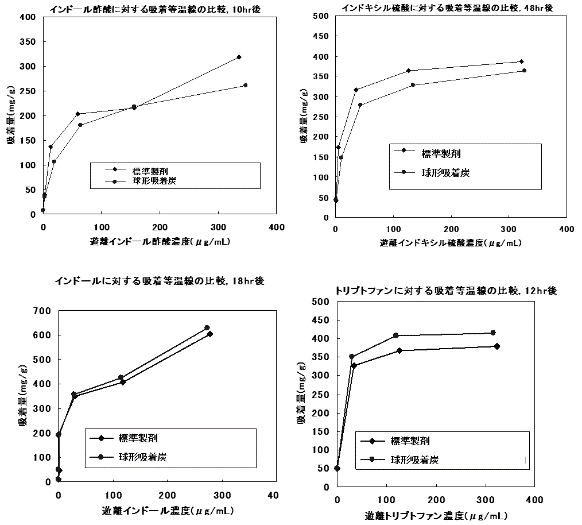 インドール酢酸に対する吸着等温線の比較, 10hr後
吸着量(mg/g)
400
350
300
250
200
150
100
50
0
標準製剤
球形吸着炭
0 100 200 300 400
遊離インドール酢酸濃度(μg/mL)
インドキシル硫酸に対する吸着等温線の比較, 48hr後
吸着量(mg/g)
500
450
400
350
300
250
200
150
100
50
0
標準製剤
球形吸着炭
0 100 200 300 400
遊離インドキシル硫酸濃度(μg/mL)
インドールに対する吸着等温線の比較, 18hr後
吸着量(mg/g)
700
600
500
400
300
200
100
0
標準製剤
球形吸着炭
0 100 200 300 40
遊離インドール濃度(μg/mL)
トリプトファンに対する吸着等温線の比較, 12hr後
吸着量(mg/g)
500
450
400
350
300
250
200
150
100
50
0
標準製剤
球形吸着炭
0 100 200 300 400
遊離トリプトファン濃度(μg/mL)